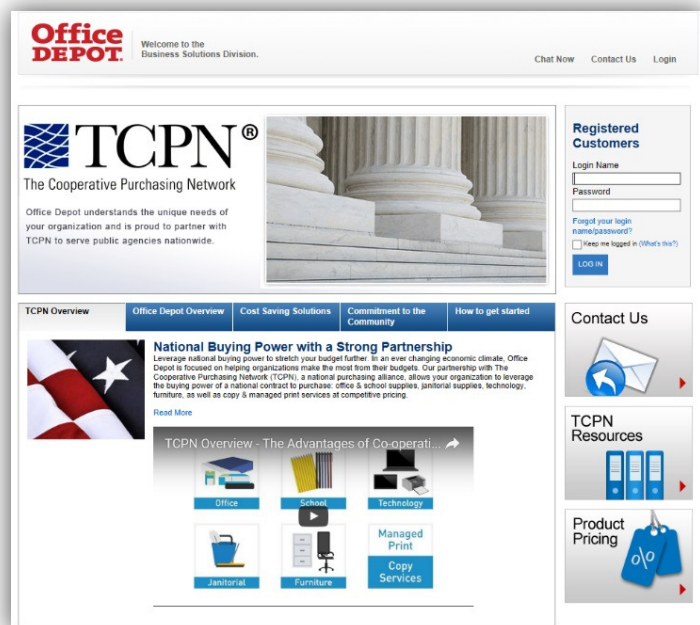 Office
DEPOT.
Welcome to the
Business Solutions Division.
Chat Now Contact Us Login
TCPN®
The Cooperative Purchasing Network
Office Depot understands the unique needs of
your organization and is proud to partner with
TCPN to serve public agencies nationwide.
Registered
Customers
Login Name
Password
Forgot your login
name/password?
Keep me logged in (What's this?)
LOG IN
TCPN Overview
Office Depot Overview
Cost Saving Solutions
Commitment to the
Community
How to get started
National Buying Power with a Strong Partnership
Leverage national buying power to stretch your budget further. In an ever changing economic climate, Office
Depot is focused on helping organizations make the most from their budgets. Our partnership with The
Cooperative Purchasing Network (TCPN), a national purchasing alliance, allows your organization to leverage
the buying power of a national contract to purchase: office & school supplies, janitorial supplies, technology,
furniture, as well as copy & managed print services at competitive pricing.
Read More
TCPN Overview - The Advantages of Co-operati...
Office
School
Technology
Janitorial
Furniture
Managed
Print
Copy
Services
Contact Us
TCPN
Resources
Product
Pricing
%